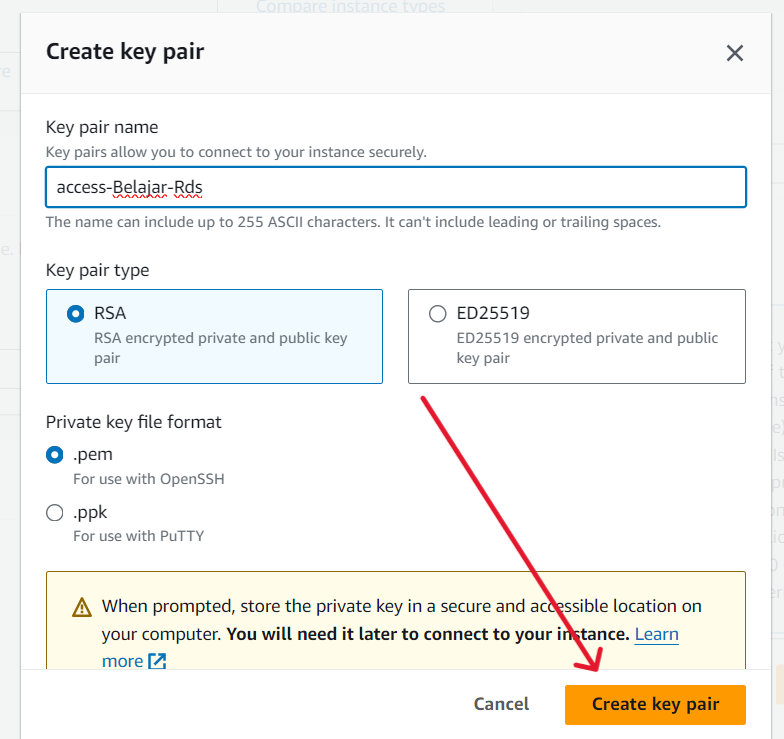 Compare instance types
Create key pair
Key pair name
Key pairs allow you to connect to your instance securely.
access-Belajar-Rds
The name can include up to 255 ASCII characters. It can't include leading or trailing spaces.
Key pair type
RSA
RSA encrypted private and public key
pair
ED25519
ED25519 encrypted private and public
key pair
Private key file format
.pem
For use with OpenSSH
.ppk
For use with PuTTY
When prompted, store the private key in a secure and accessible location on
your computer. You will need it later to connect to your instance. Learn
more
Cancel
Create key pair